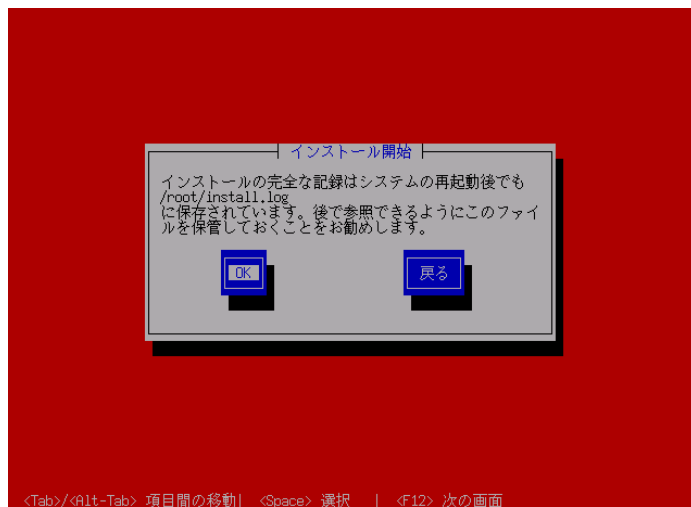 インストール開始
インストールの完全な記録はシステムの再起動後でも
/root/install.log
に保存されています。後で参照できるようにこのファイ
ルを保管しておくことをお勧めします。
OK 戻る
<Tab>/<Alt-Tab> 項目間の移動| <Space> 選択 | <F12> 次の画面